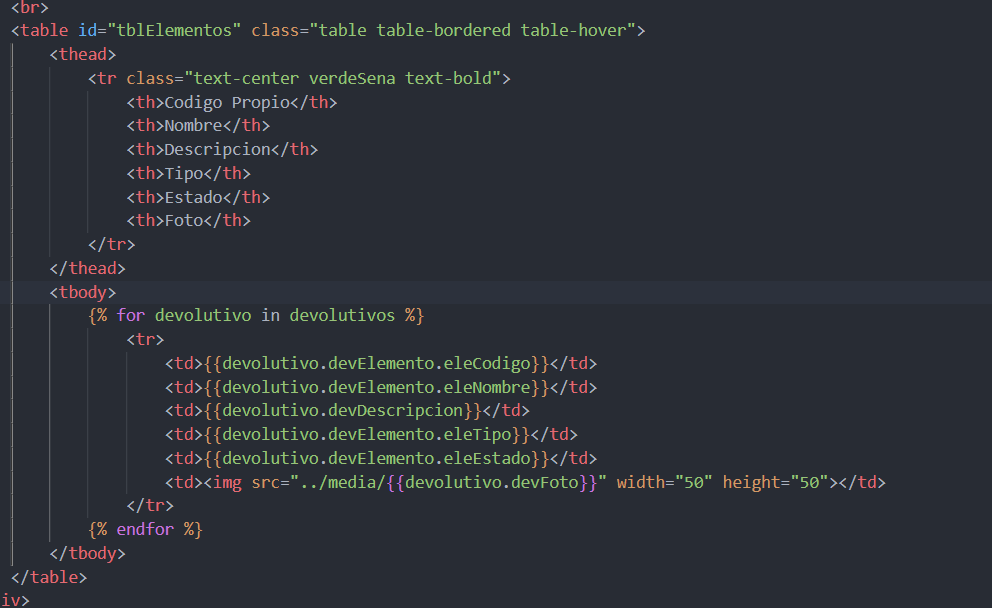 <br>
<table id="tblElementos" class="table table-bordered table-hover">
<thead>
<tr class="text-center verdeSena text-bold">
<th>Codigo Propio</th>
<th>Nombre</th>
<th>Descripcion</th>
<th>Tipo</th>
<th>Estado</th>
<th>Foto</th>
</tr>
</thead>
<tbody>
{% for devolutivo in devolutivos %}
<tr>
<td>{{devolutivo.devElemento.eleCodigo}}</td>
<td>{{devolutivo.devElemento.eleNombre}}</td>
<td>{{devolutivo.devDescripcion}}</td>
<td>{{devolutivo.devElemento.eleTipo}}</td>
<td>{{devolutivo.devElemento.eleEstado}}</td>
<td><img src="../media/{{devolutivo.devFoto}}" width="50" height="50"></td>
</tr>
{% endfor %}
</tbody>
</table>
iv>